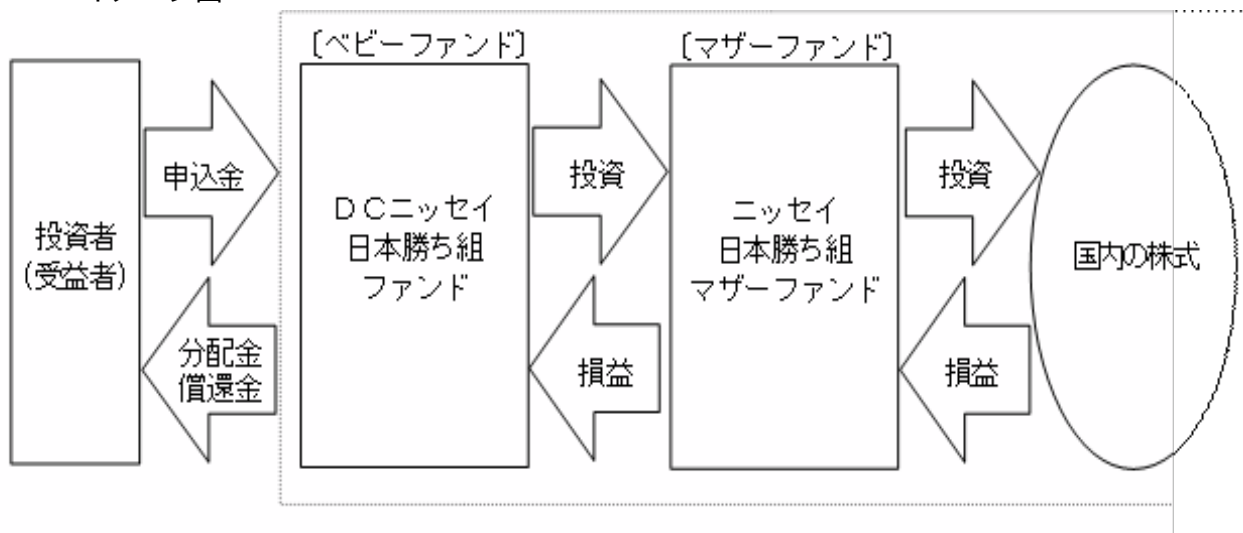 〔ベビーファンド〕
〔マザーファンド〕
投資者
(受益者)
申込金
分配金
償還金
DCニッセイ
日本勝ち組
ファンド
投資
損益
ニッセイ
日本勝ち組
マザーファンド
投資
損益
国内の株式